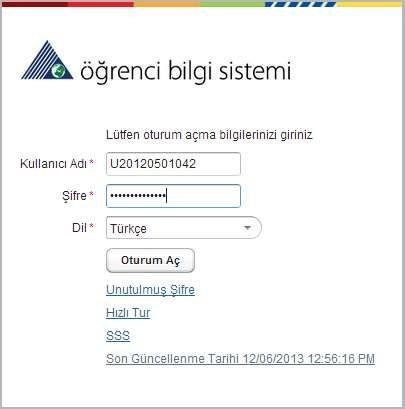 öğrenci bilgi sistemi
Lütfen oturum açma bilgilerinizi giriniz
Kullanıcı Adı * U20120501042
Şifre * ••••••••••••••
Dil * Türkçe
Oturum Aç
Unutulmuş Şifre
Hızlı Tur
SSS
Son Güncellenme Tarihi 12/06/2013 12:56:16 PM